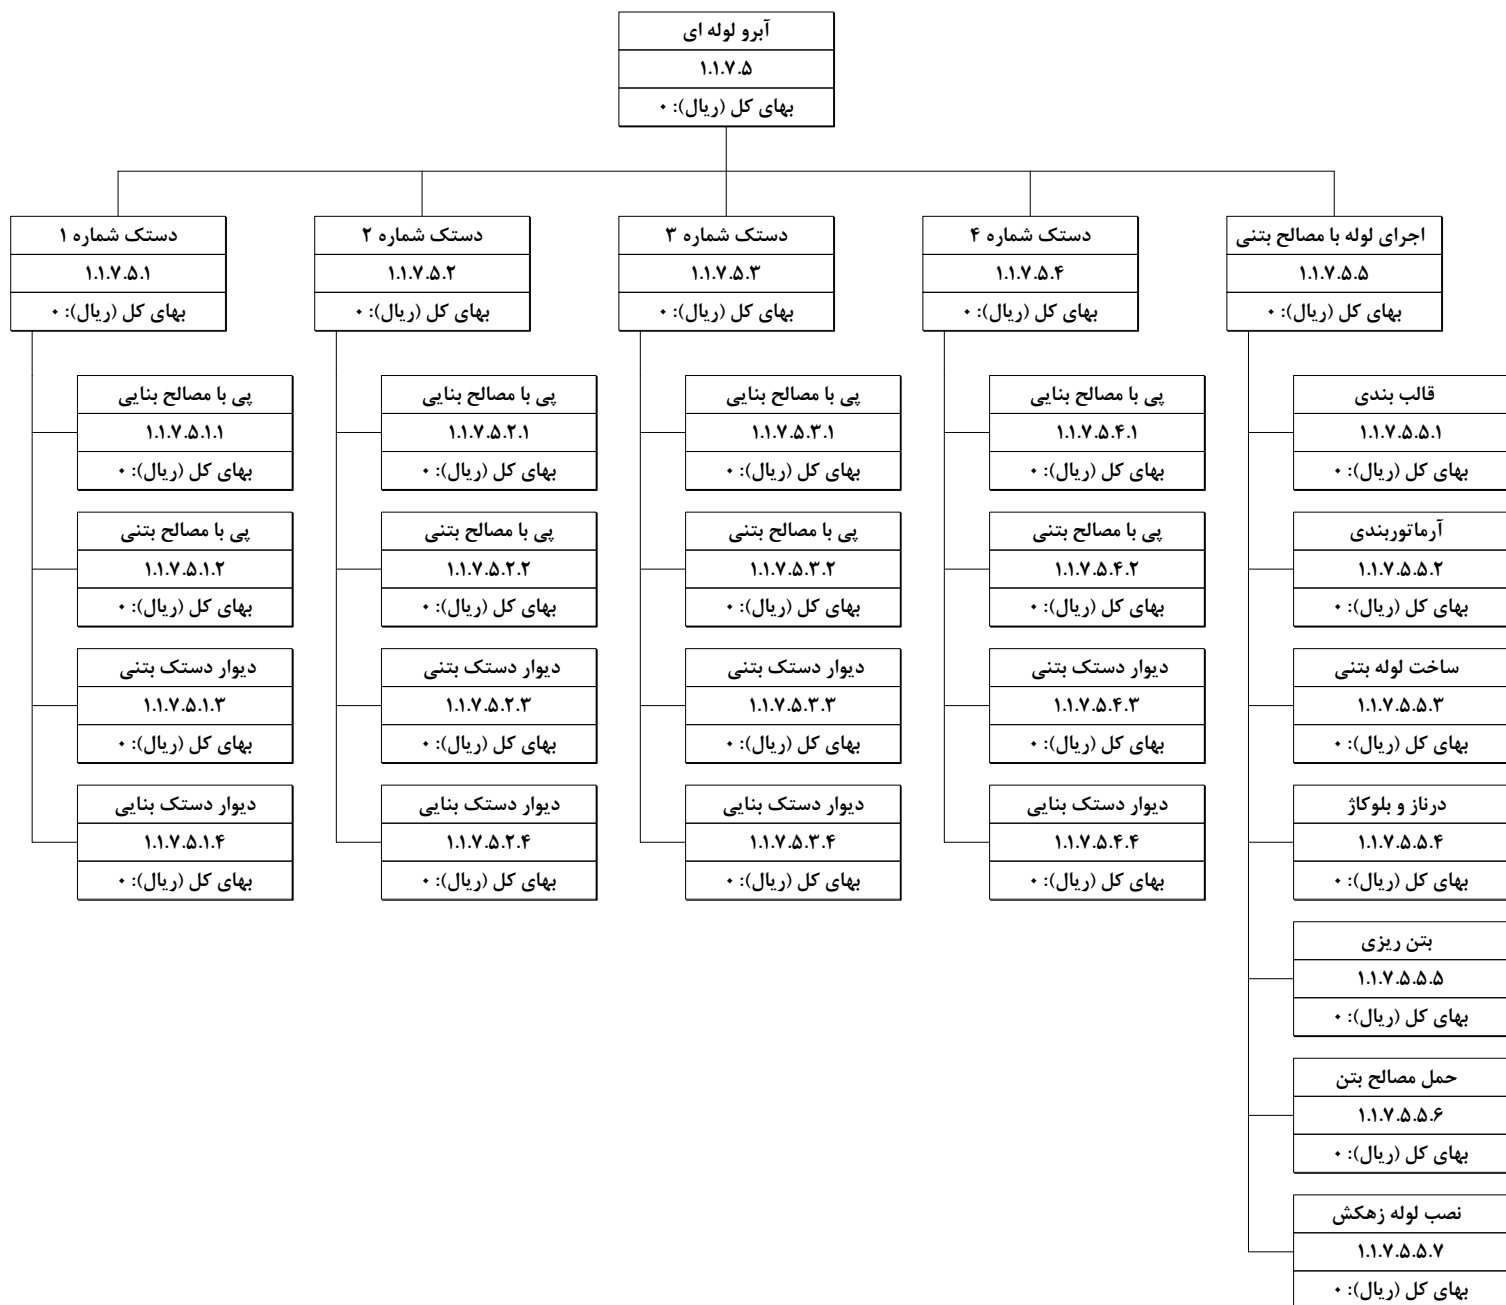 آبرو لوله ای
۱.۱.۷.۵
بهای کل (ریال): ۰
دستک شماره ۱
۱.۱.۷.۵.۱
بهای کل (ریال): ۰
پی با مصالح بنایی
۱.۱.۷.۵.۱.۱
بهای کل (ریال): ۰
پی با مصالح بتنی
۱.۱.۷.۵.۱.۲
بهای کل (ریال): ۰
دیوار دستک بتنی
۱.۱.۷.۵.۱.۳
بهای کل (ریال): ۰
دیوار دستک بنایی
۱.۱.۷.۵.۱.۴
بهای کل (ریال): ۰
دستک شماره ۲
۱.۱.۷.۵.۲
بهای کل (ریال): ۰
پی با مصالح بنایی
۱.۱.۷.۵.۲.۱
بهای کل (ریال): ۰
پی با مصالح بتنی
۱.۱.۷.۵.۲.۲
بهای کل (ریال): ۰
دیوار دستک بتنی
۱.۱.۷.۵.۲.۳
بهای کل (ریال): ۰
دیوار دستک بنایی
۱.۱.۷.۵.۲.۴
بهای کل (ریال): ۰
دستک شماره ۳
۱.۱.۷.۵.۳
بهای کل (ریال): ۰
پی با مصالح بنایی
۱.۱.۷.۵.۳.۱
بهای کل (ریال): ۰
پی با مصالح بتنی
۱.۱.۷.۵.۳.۲
بهای کل (ریال): ۰
دیوار دستک بتنی
۱.۱.۷.۵.۳.۳
بهای کل (ریال): ۰
دیوار دستک بنایی
۱.۱.۷.۵.۳.۴
بهای کل (ریال): ۰
دستک شماره ۴
۱.۱.۷.۵.۴
بهای کل (ریال): ۰
پی با مصالح بنایی
۱.۱.۷.۵.۴.۱
بهای کل (ریال): ۰
پی با مصالح بتنی
۱.۱.۷.۵.۴.۲
بهای کل (ریال): ۰
دیوار دستک بتنی
۱.۱.۷.۵.۴.۳
بهای کل (ریال): ۰
دیوار دستک بنایی
۱.۱.۷.۵.۴.۴
بهای کل (ریال): ۰
اجرای لوله با مصالح بتنی
۱.۱.۷.۵.۵
بهای کل (ریال): ۰
قالب بندی
۱.۱.۷.۵.۵.۱
بهای کل (ریال): ۰
آرماتوربندی
۱.۱.۷.۵.۵.۲
بهای کل (ریال): ۰
ساخت لوله بتنی
۱.۱.۷.۵.۵.۳
بهای کل (ریال): ۰
درناز و بلوکاژ
۱.۱.۷.۵.۵.۴
بهای کل (ریال): ۰
بتن ریزی
۱.۱.۷.۵.۵.۵
بهای کل (ریال): ۰
حمل مصالح بتن
۱.۱.۷.۵.۵.۶
بهای کل (ریال): ۰
نصب لوله زهکش
۱.۱.۷.۵.۵.۷
بهای کل (ریال): ۰